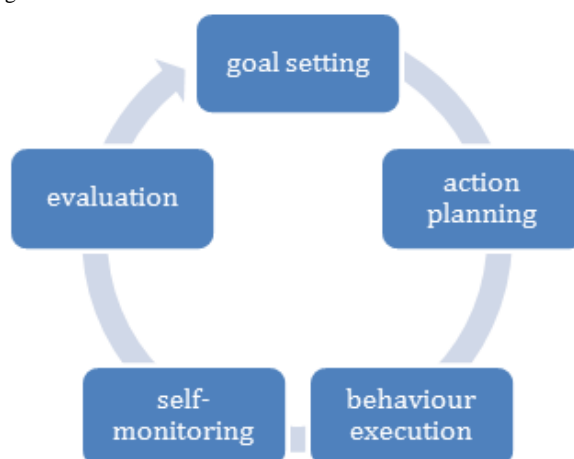 goal setting
action
planning
behaviour
execution
self-
monitoring
evaluation